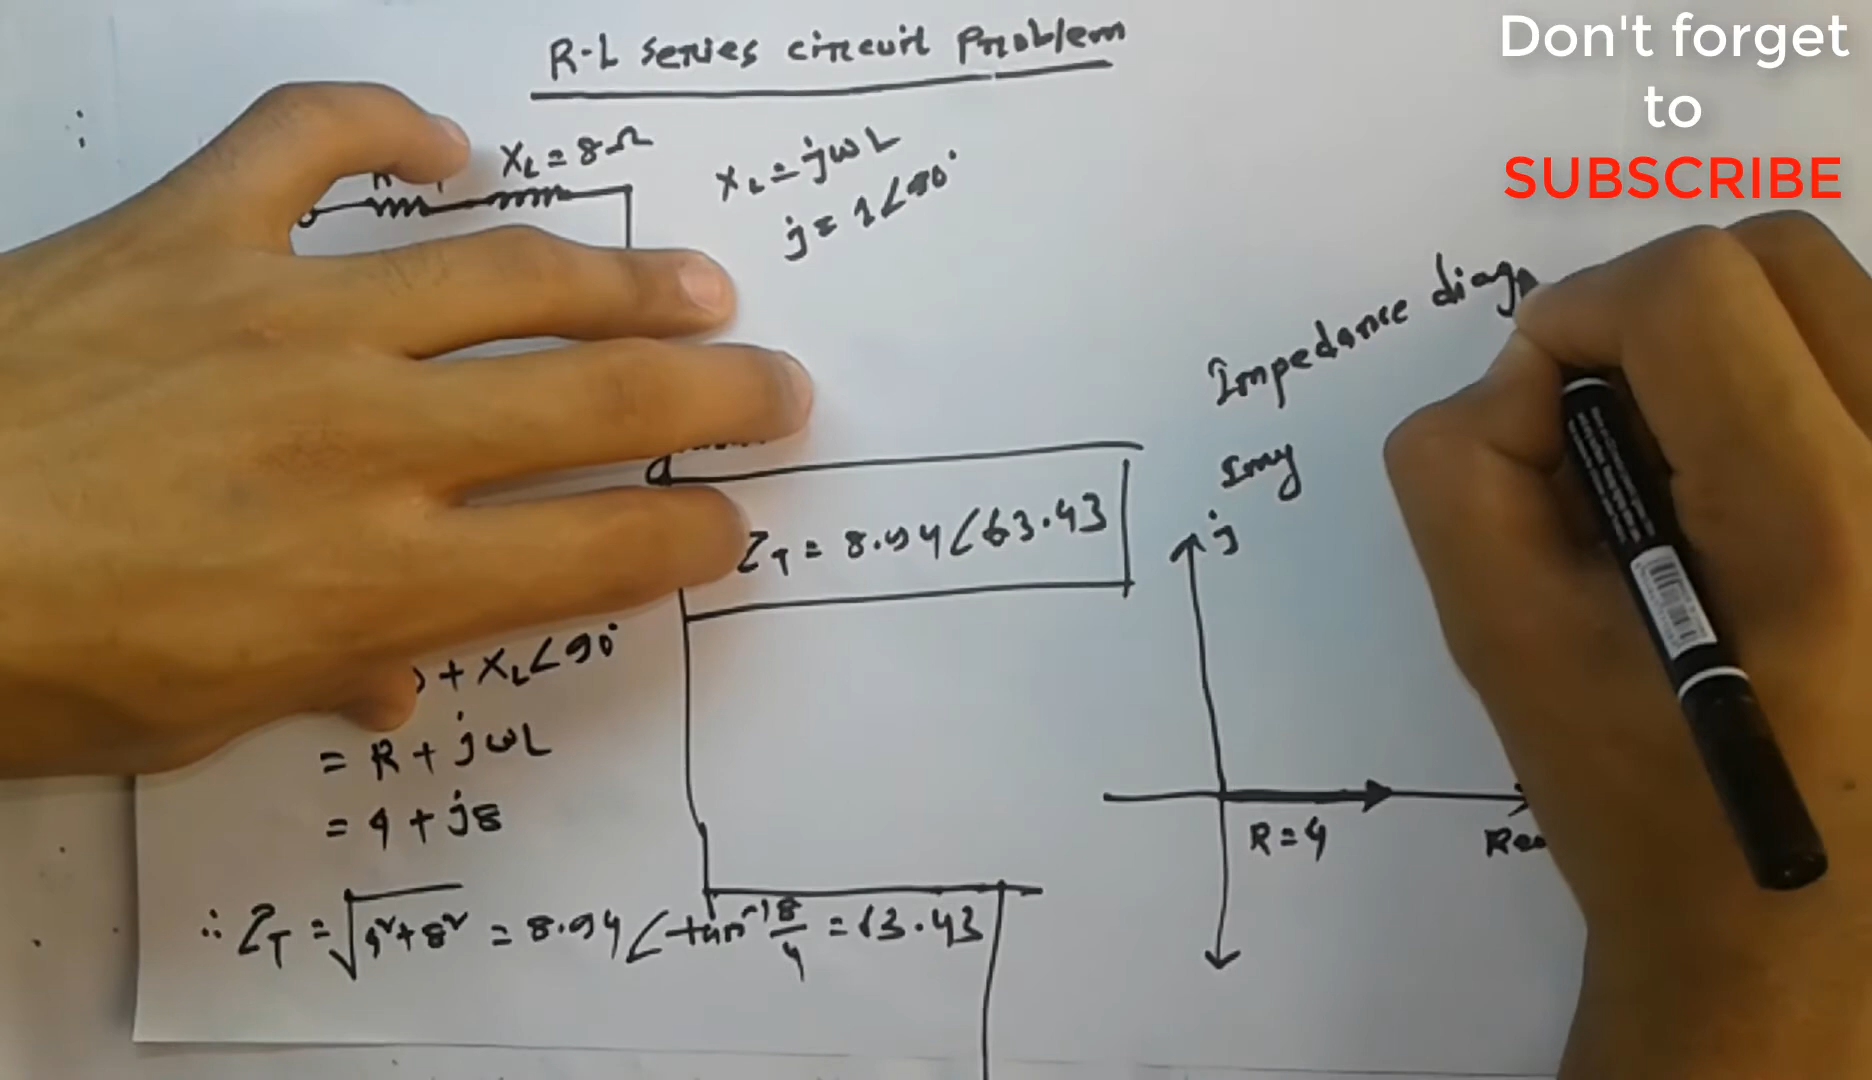 R-L series circuit Problem
Don't forget
to
SUBSCRIBE
XL = 8Ω
XL = jωL
j = 1∠90°
Impedance diag
Img
j
ZT = 8.94∠63.43
+ XL∠90°
= R + jωL
= 4 + j8
R = 4
∴ ZT = √4²+8² = 8.94 ∠tan⁻¹ 8/4 = 63.43